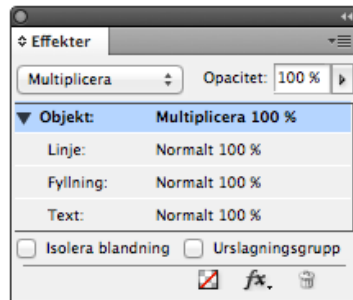 Effekter
Multiplicera Opacitet: 100 %
Objekt: Multiplicera 100 %
Linje: Normalt 100 %
Fyllning: Normalt 100 %
Text: Normalt 100 %
Isolera blandning Urslagningsgrupp
fx.